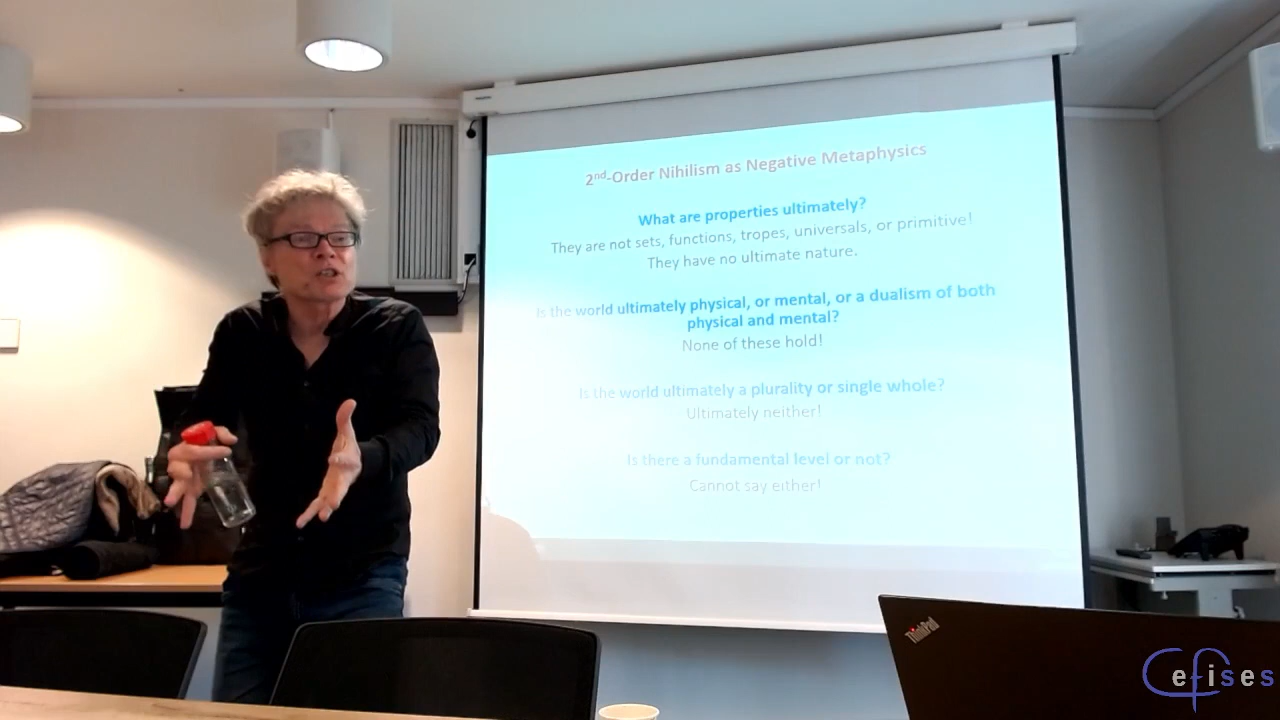 2nd-Order Nihilism as Negative Metaphysics
What are properties ultimately?
They are not sets, functions, tropes, universals, or primitive!
They have no ultimate nature.
Is the world ultimately physical, or mental, or a dualism of both
physical and mental?
None of these hold!
Is the world ultimately a plurality or single whole?
Ultimately neither!
Is there a fundamental level or not?
Cannot say either!
ThinkPad
Cefises